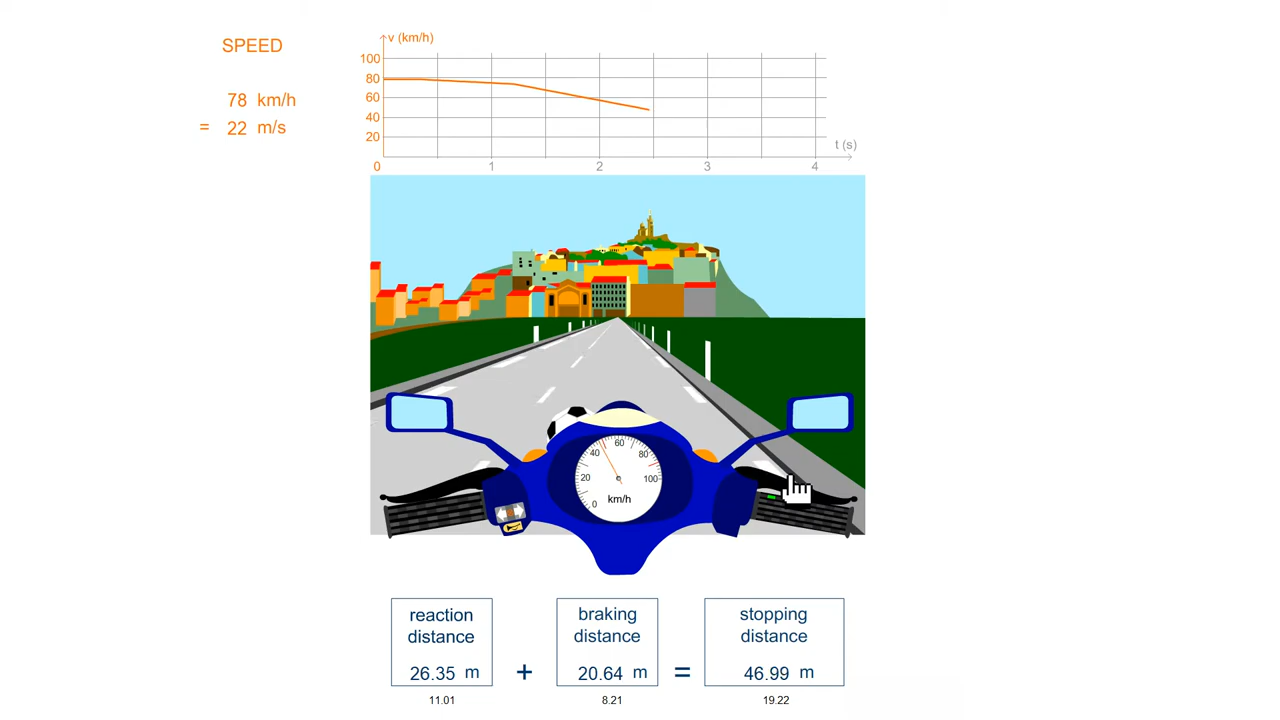 SPEED
78 km/h
= 22 m/s
v (km/h)
100
80
60
40
20
0
1
2
3
4
t (s)
60
40
80
20
100
0
km/h
reaction
distance
26.35 m
+
braking
distance
20.64 m
=
stopping
distance
46.99 m
11.01
8.21
19.22